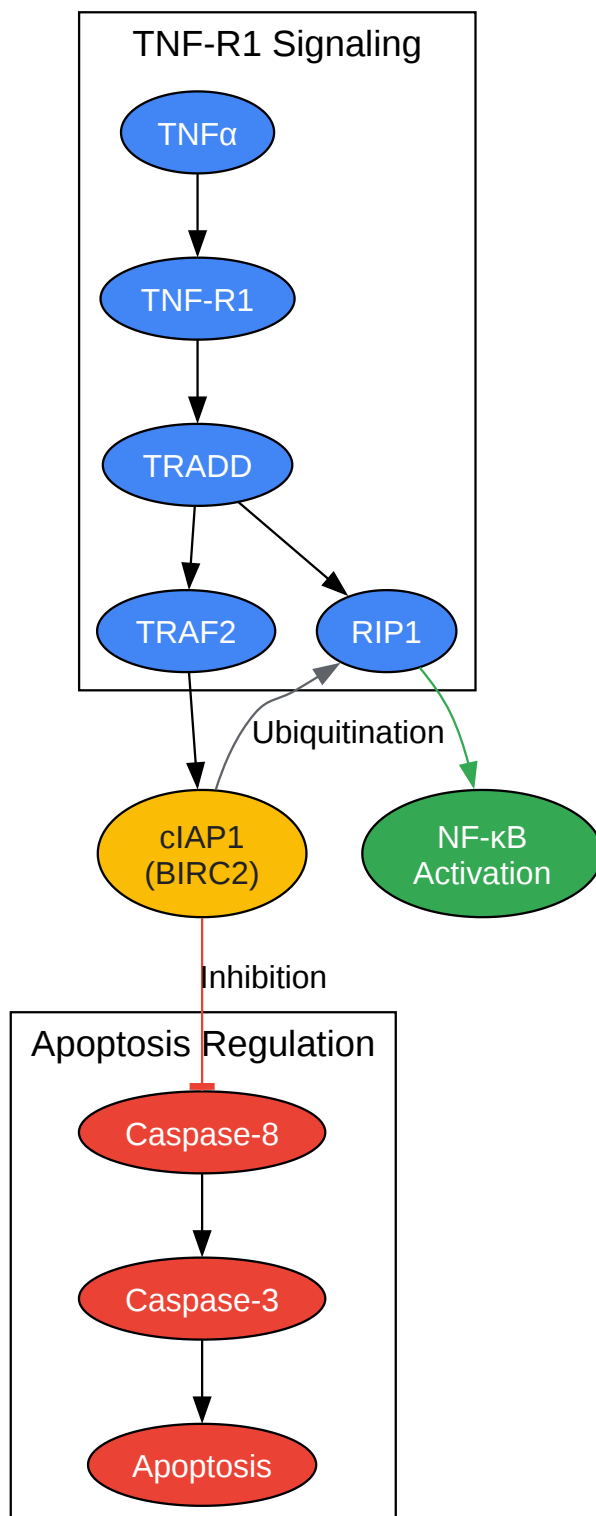 TNF-R1 Signaling
TNFα
TNF-R1
TRADD
TRAF2
RIP1
Ubiquitination
cIAP1
(BIRC2)
NF-κB
Activation
Inhibition
Apoptosis Regulation
Caspase-8
Caspase-3
Apoptosis